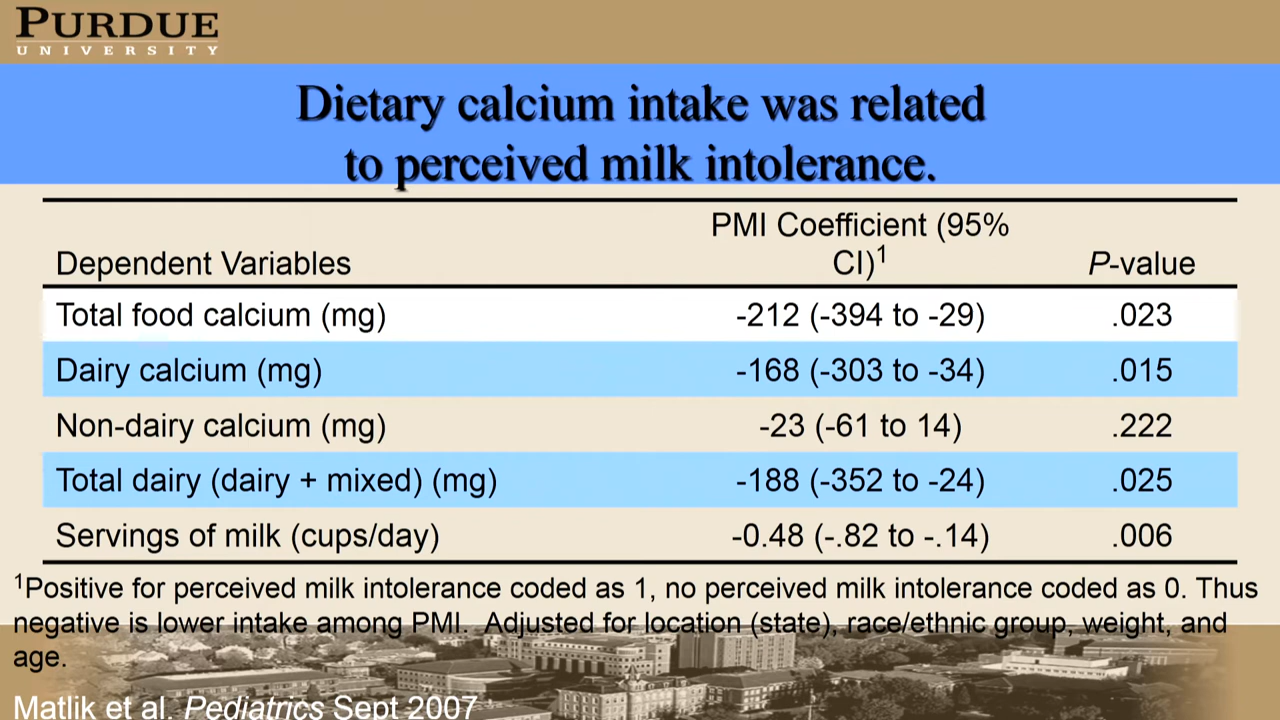 PURDUE
UNIVERSITY
Dietary calcium intake was related
to perceived milk intolerance.
PMI Coefficient (95%
Dependent Variables CI)¹ P-value
Total food calcium (mg) -212 (-394 to -29) .023
Dairy calcium (mg) -168 (-303 to -34) .015
Non-dairy calcium (mg) -23 (-61 to 14) .222
Total dairy (dairy + mixed) (mg) -188 (-352 to -24) .025
Servings of milk (cups/day) -0.48 (-.82 to -.14) .006
¹Positive for perceived milk intolerance coded as 1, no perceived milk intolerance coded as 0. Thus
negative is lower intake among PMI. Adjusted for location (state), race/ethnic group, weight, and
age.
Matlik et al. Pediatrics Sept 2007